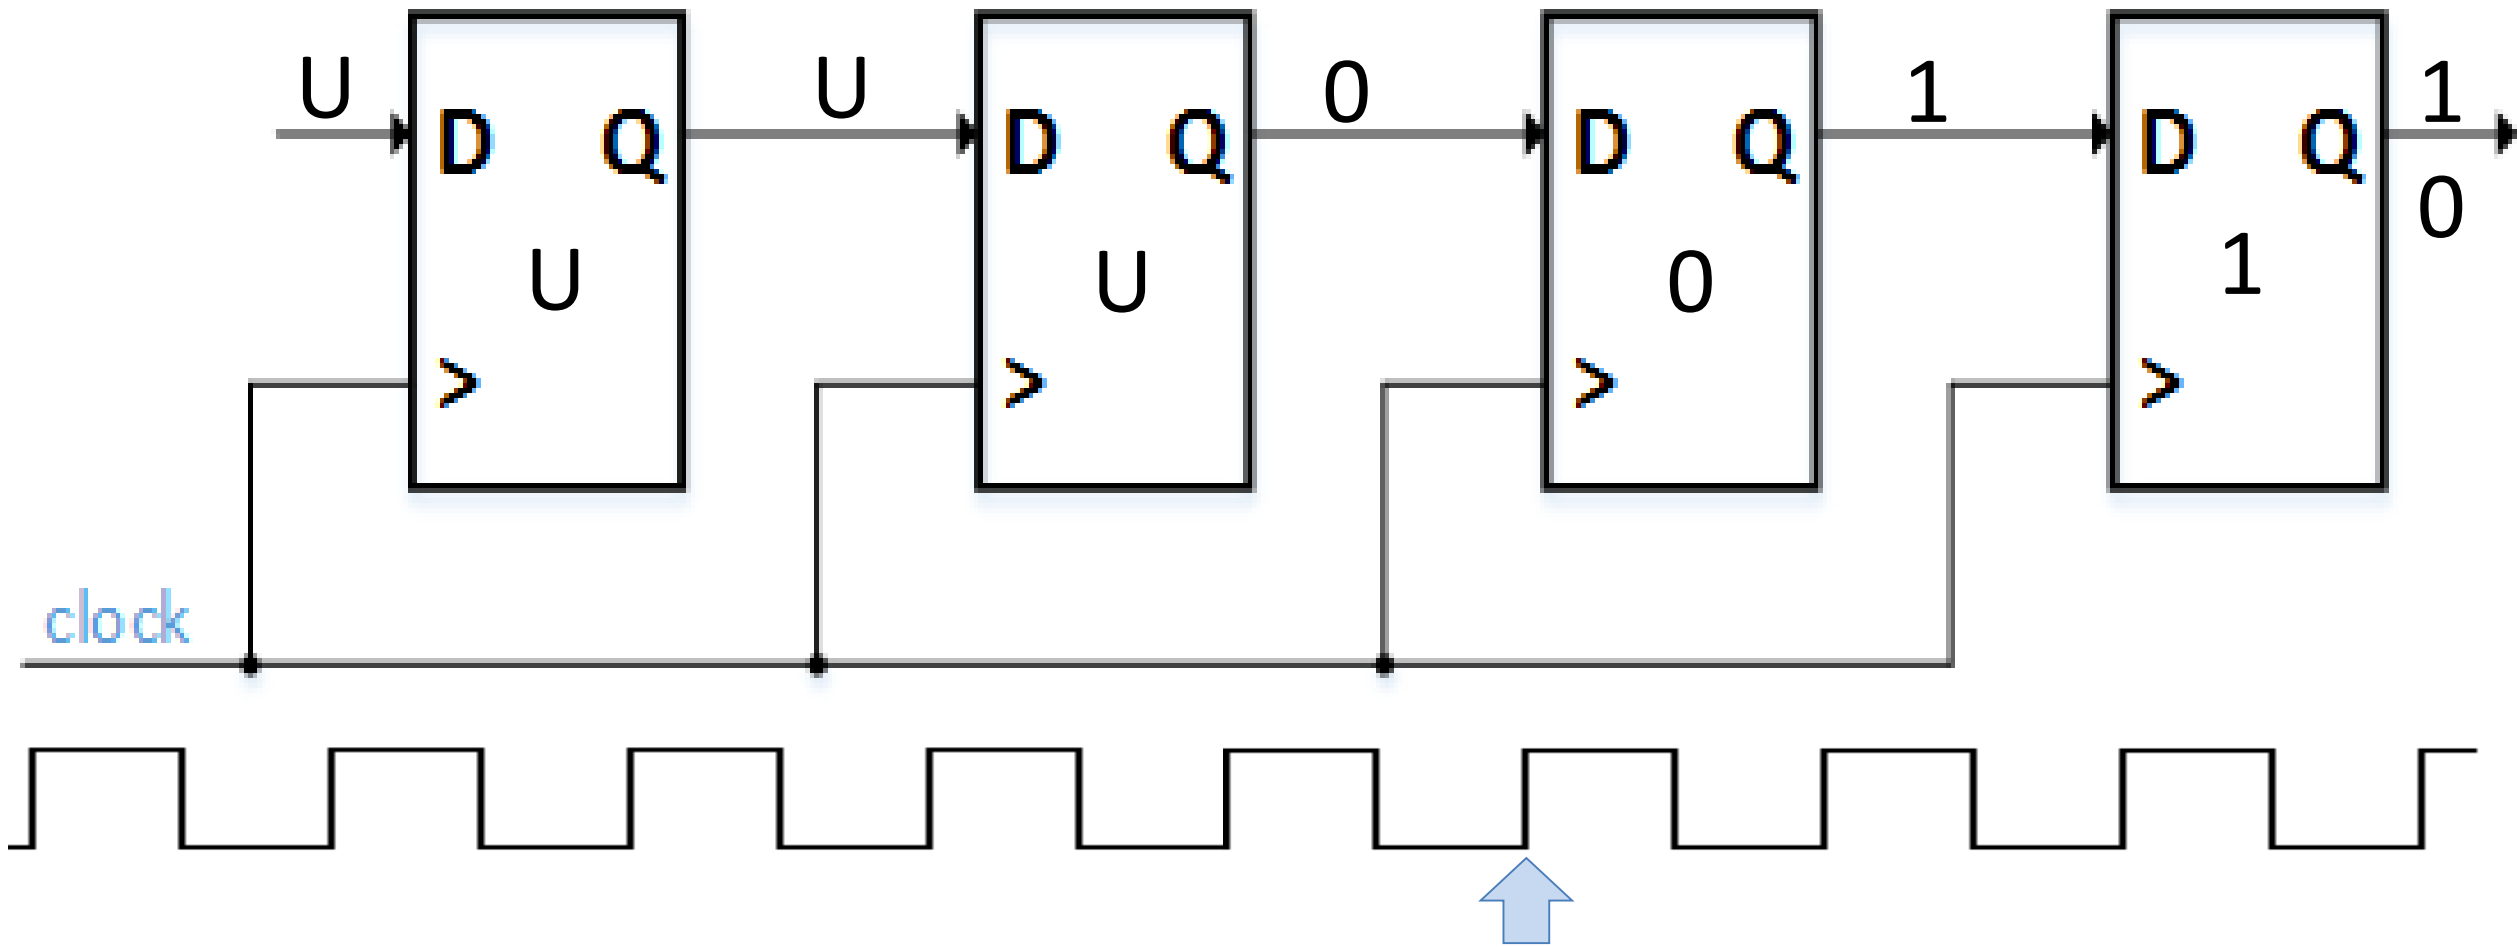 U U 0 1 1
D Q D Q D Q D Q
0
U U 0 1
> > > >
clock